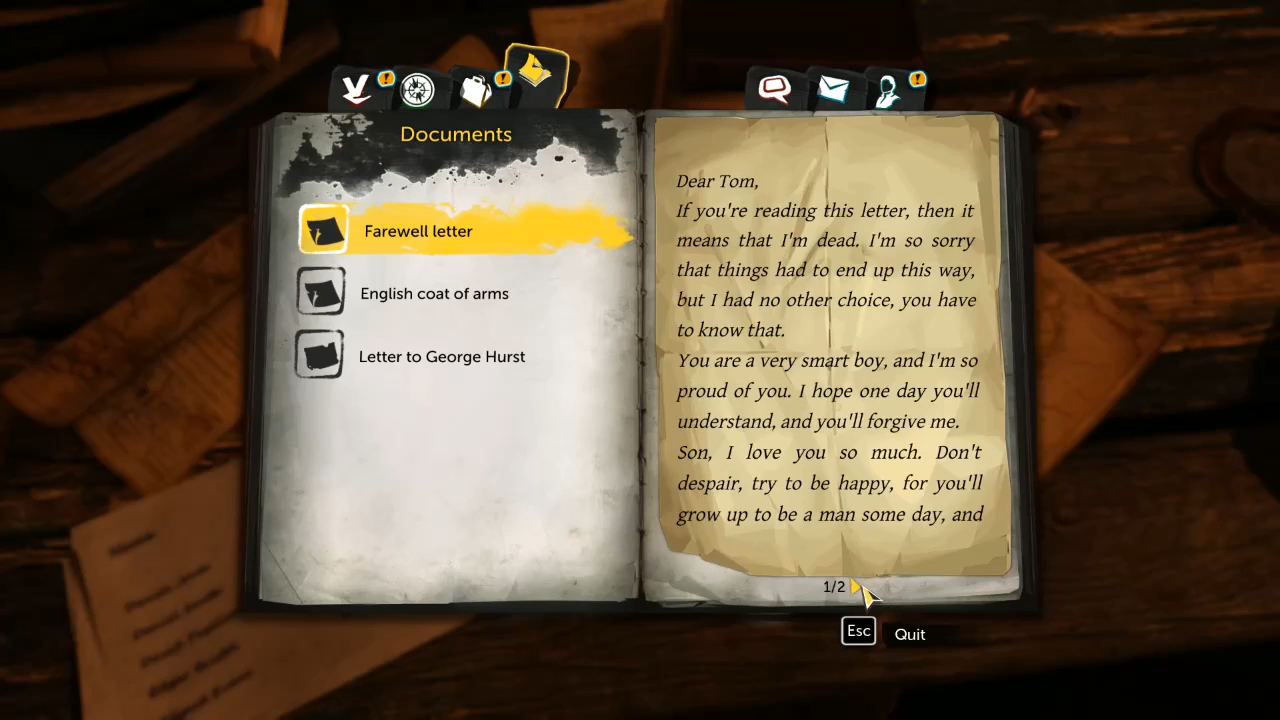 Documents
Farewell letter
English coat of arms
Letter to George Hurst
Dear Tom,
If you're reading this letter, then it
means that I'm dead. I'm so sorry
that things had to end up this way,
but I had no other choice, you have
to know that.
You are a very smart boy, and I'm so
proud of you. I hope one day you'll
understand, and you'll forgive me.
Son, I love you so much. Don't
despair, try to be happy, for you'll
grow up to be a man some day, and
1/2
Esc Quit